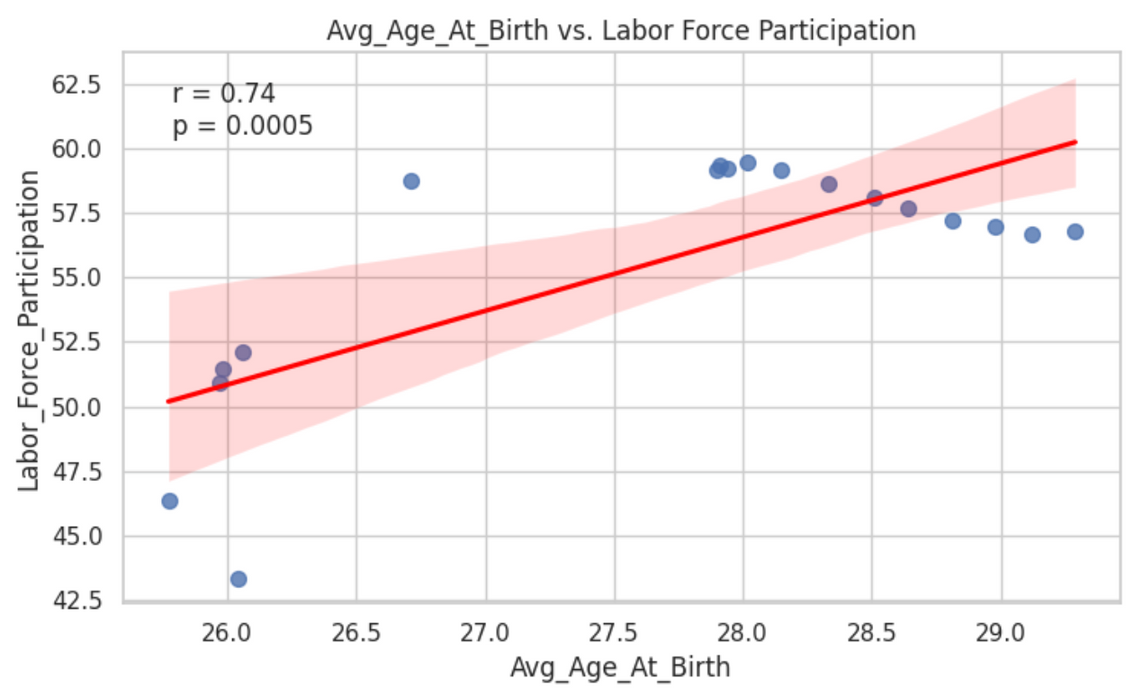 Avg_Age_At_Birth vs. Labor Force Participation
r = 0.74
p = 0.0005
Labor_Force_Participation
62.5
60.0
57.5
55.0
52.5
50.0
47.5
45.0
42.5
26.0 26.5 27.0 27.5 28.0 28.5 29.0
Avg_Age_At_Birth